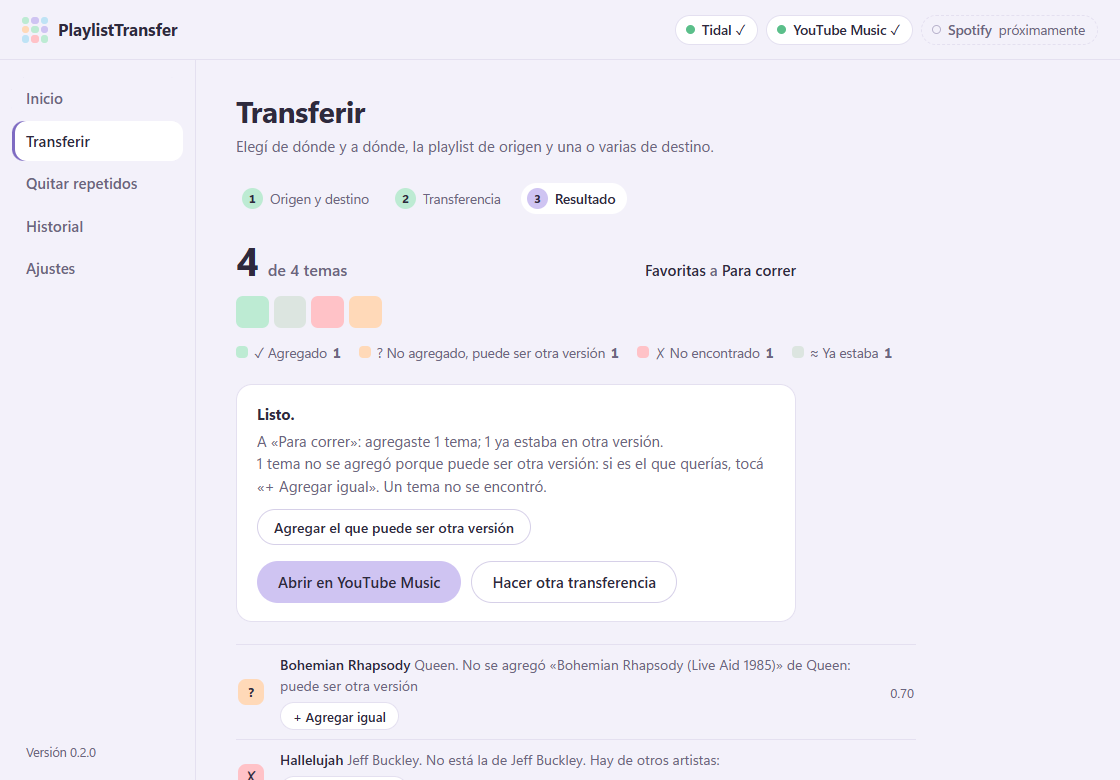 PlaylistTransfer
Tidal ✓
YouTube Music ✓
Spotify próximamente
Inicio
Transferir
Quitar repetidos
Historial
Ajustes
Versión 0.2.0
Transferir
Elegí de dónde y a dónde, la playlist de origen y una o varias de destino.
1 Origen y destino
2 Transferencia
3 Resultado
4 de 4 temas
Favoritas a Para correr
✓ Agregado 1
? No agregado, puede ser otra versión 1
✗ No encontrado 1
≈ Ya estaba 1
Listo.
A «Para correr»: agregaste 1 tema; 1 ya estaba en otra versión.
1 tema no se agregó porque puede ser otra versión: si es el que querías, tocá
«+ Agregar igual». Un tema no se encontró.
Agregar el que puede ser otra versión
Abrir en YouTube Music
Hacer otra transferencia
?
Bohemian Rhapsody Queen. No se agregó «Bohemian Rhapsody (Live Aid 1985)» de Queen:
puede ser otra versión
0.70
+ Agregar igual
✗
Hallelujah Jeff Buckley. No está la de Jeff Buckley. Hay de otros artistas: